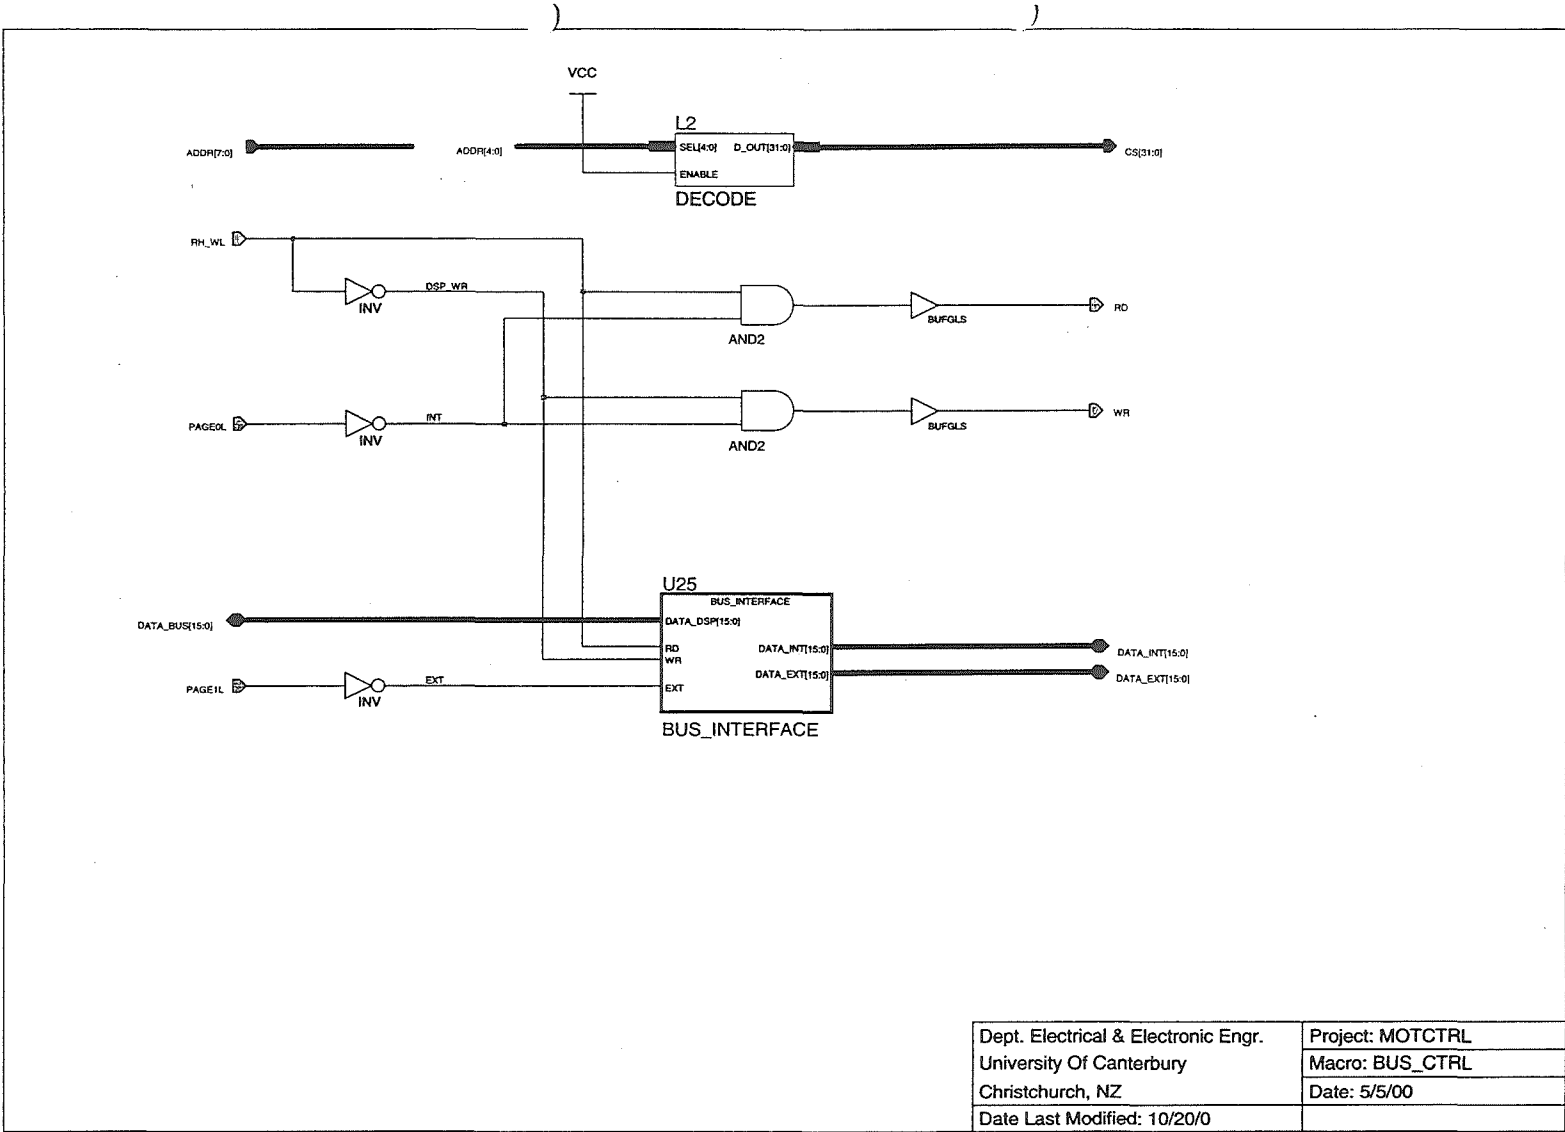 VCC
L2
ADDR[7:0]
ADDR[4:0]
SEL[4:0] D_OUT[31:0]
CS[31:0]
ENABLE
DECODE
RH_WL
DSP_WR
INV
RD
BUFGLS
AND2
PAGE0L
INT
INV
WR
BUFGLS
AND2
U25
BUS_INTERFACE
DATA_BUS[15:0]
DATA_DSP[15:0]
RD
DATA_INT[15:0]
DATA_INT[15:0]
WR
DATA_EXT[15:0]
DATA_EXT[15:0]
PAGE1L
EXT
EXT
INV
BUS_INTERFACE
Dept. Electrical & Electronic Engr.
University Of Canterbury
Christchurch, NZ
Date Last Modified: 10/20/0
Project: MOTCTRL
Macro: BUS_CTRL
Date: 5/5/00